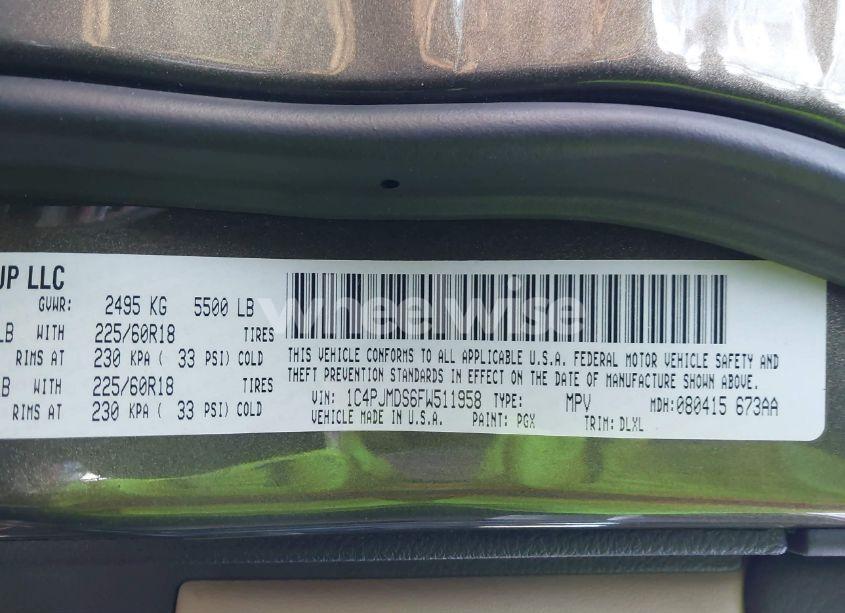 UP LLC
GVWR: 2495 KG 5500 LB
LB WITH 225/60R18 TIRES
RIMS AT 230 KPA ( 33 PSI) COLD
LB WITH 225/60R18 TIRES
RIMS AT 230 KPA ( 33 PSI) COLD
wheelwise
THIS VEHICLE CONFORMS TO ALL APPLICABLE U.S.A. FEDERAL MOTOR VEHICLE SAFETY AND
THEFT PREVENTION STANDARDS IN EFFECT ON THE DATE OF MANUFACTURE SHOWN ABOVE.
VIN: 1C4PJMDS6FW511958 TYPE: MPV MDH:080415 673AA
VEHICLE MADE IN U.S.A. PAINT: PGX TRIM: DLXL